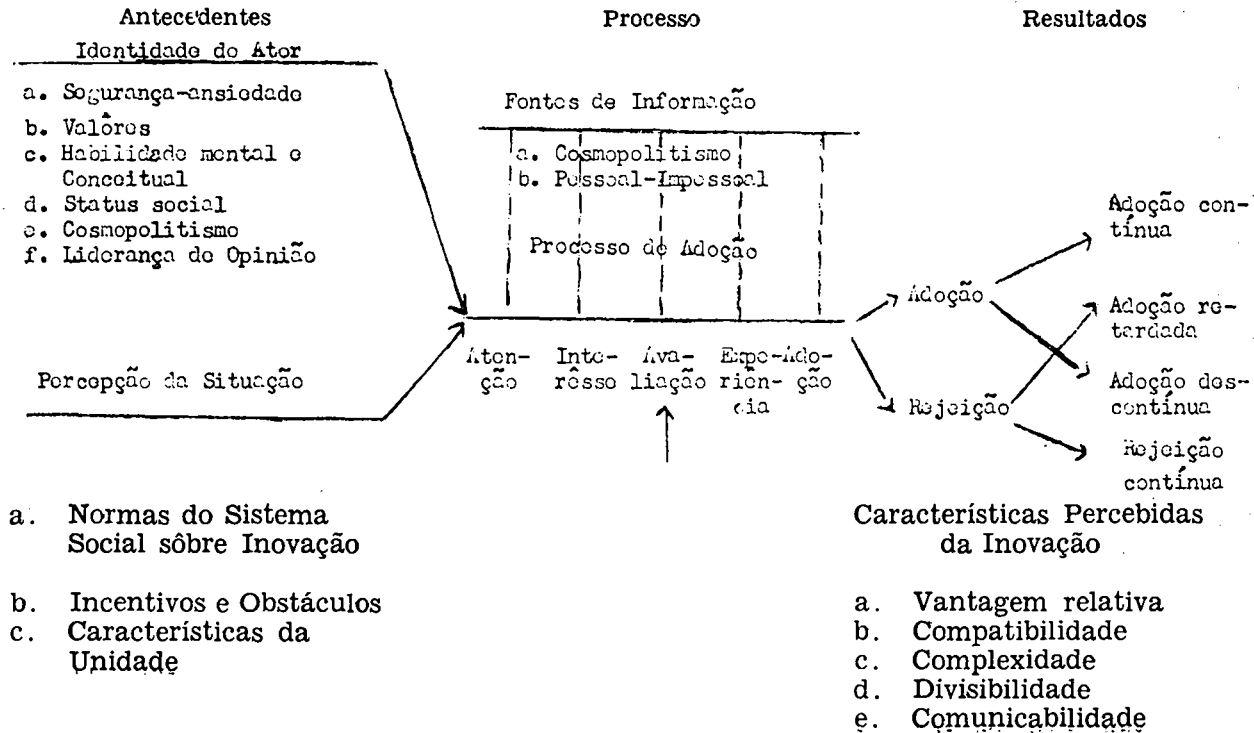 Antecedentes
Processo
Resultados
Identidade do Ator
a. Segurança-ansiedade
b. Valôres
c. Habilidade mental e
Conceitual
d. Status social
e. Cosmopolitismo
f. Liderança de Opinião
Percepção da Situação
a. Normas do Sistema
Social sôbre Inovação
b. Incentivos e Obstáculos
c. Características da
Unidade
Fontes de Informação
a. Cosmopolitismo
b. Pessoal-Impessoal
Processo de Adoção
Aten-
ção
Inte-
rêsse
Ava-
liação
Expe-
riên-
cia
Ado-
ção
Adoção
Rejeição
Adoção con-
tínua
Adoção re-
tardada
Adoção des-
contínua
Rejeição
contínua
Características Percebidas
da Inovação
a. Vantagem relativa
b. Compatibilidade
c. Complexidade
d. Divisibilidade
e. Comunicabilidade